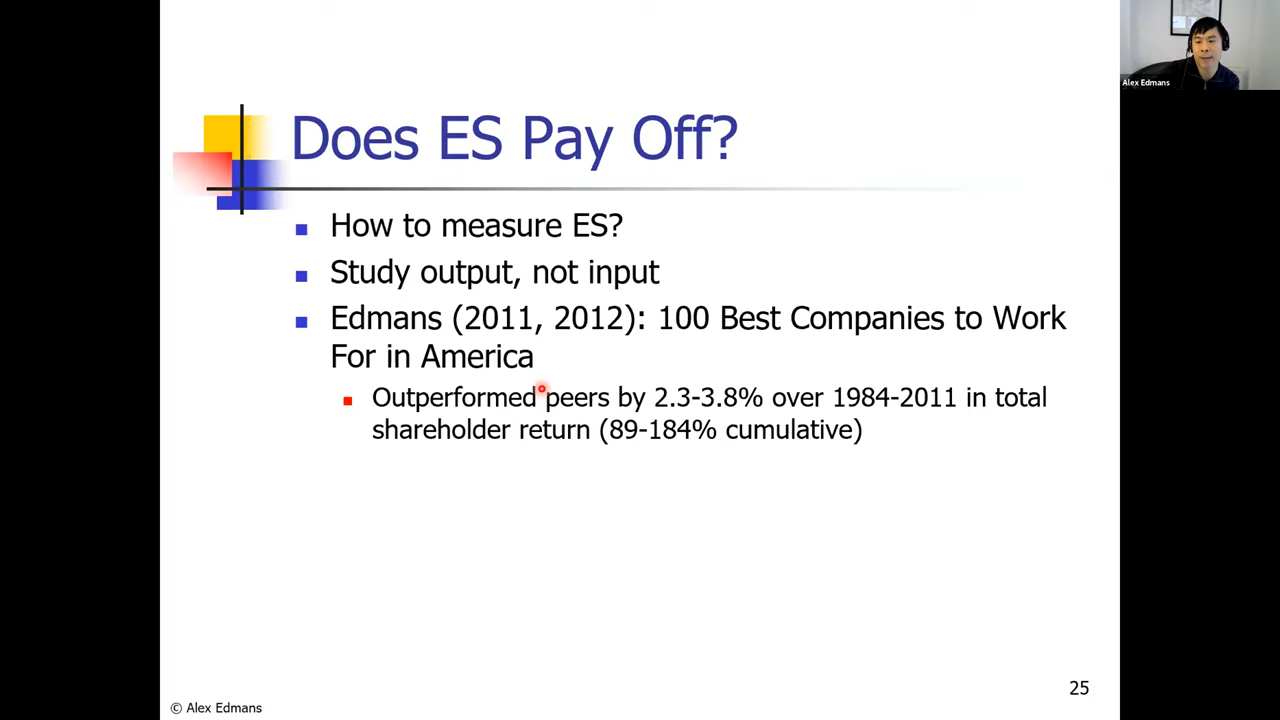 Alex Edmans
Does ES Pay Off?
How to measure ES?
Study output, not input
Edmans (2011, 2012): 100 Best Companies to Work
For in America
Outperformed peers by 2.3-3.8% over 1984-2011 in total
shareholder return (89-184% cumulative)
25
© Alex Edmans